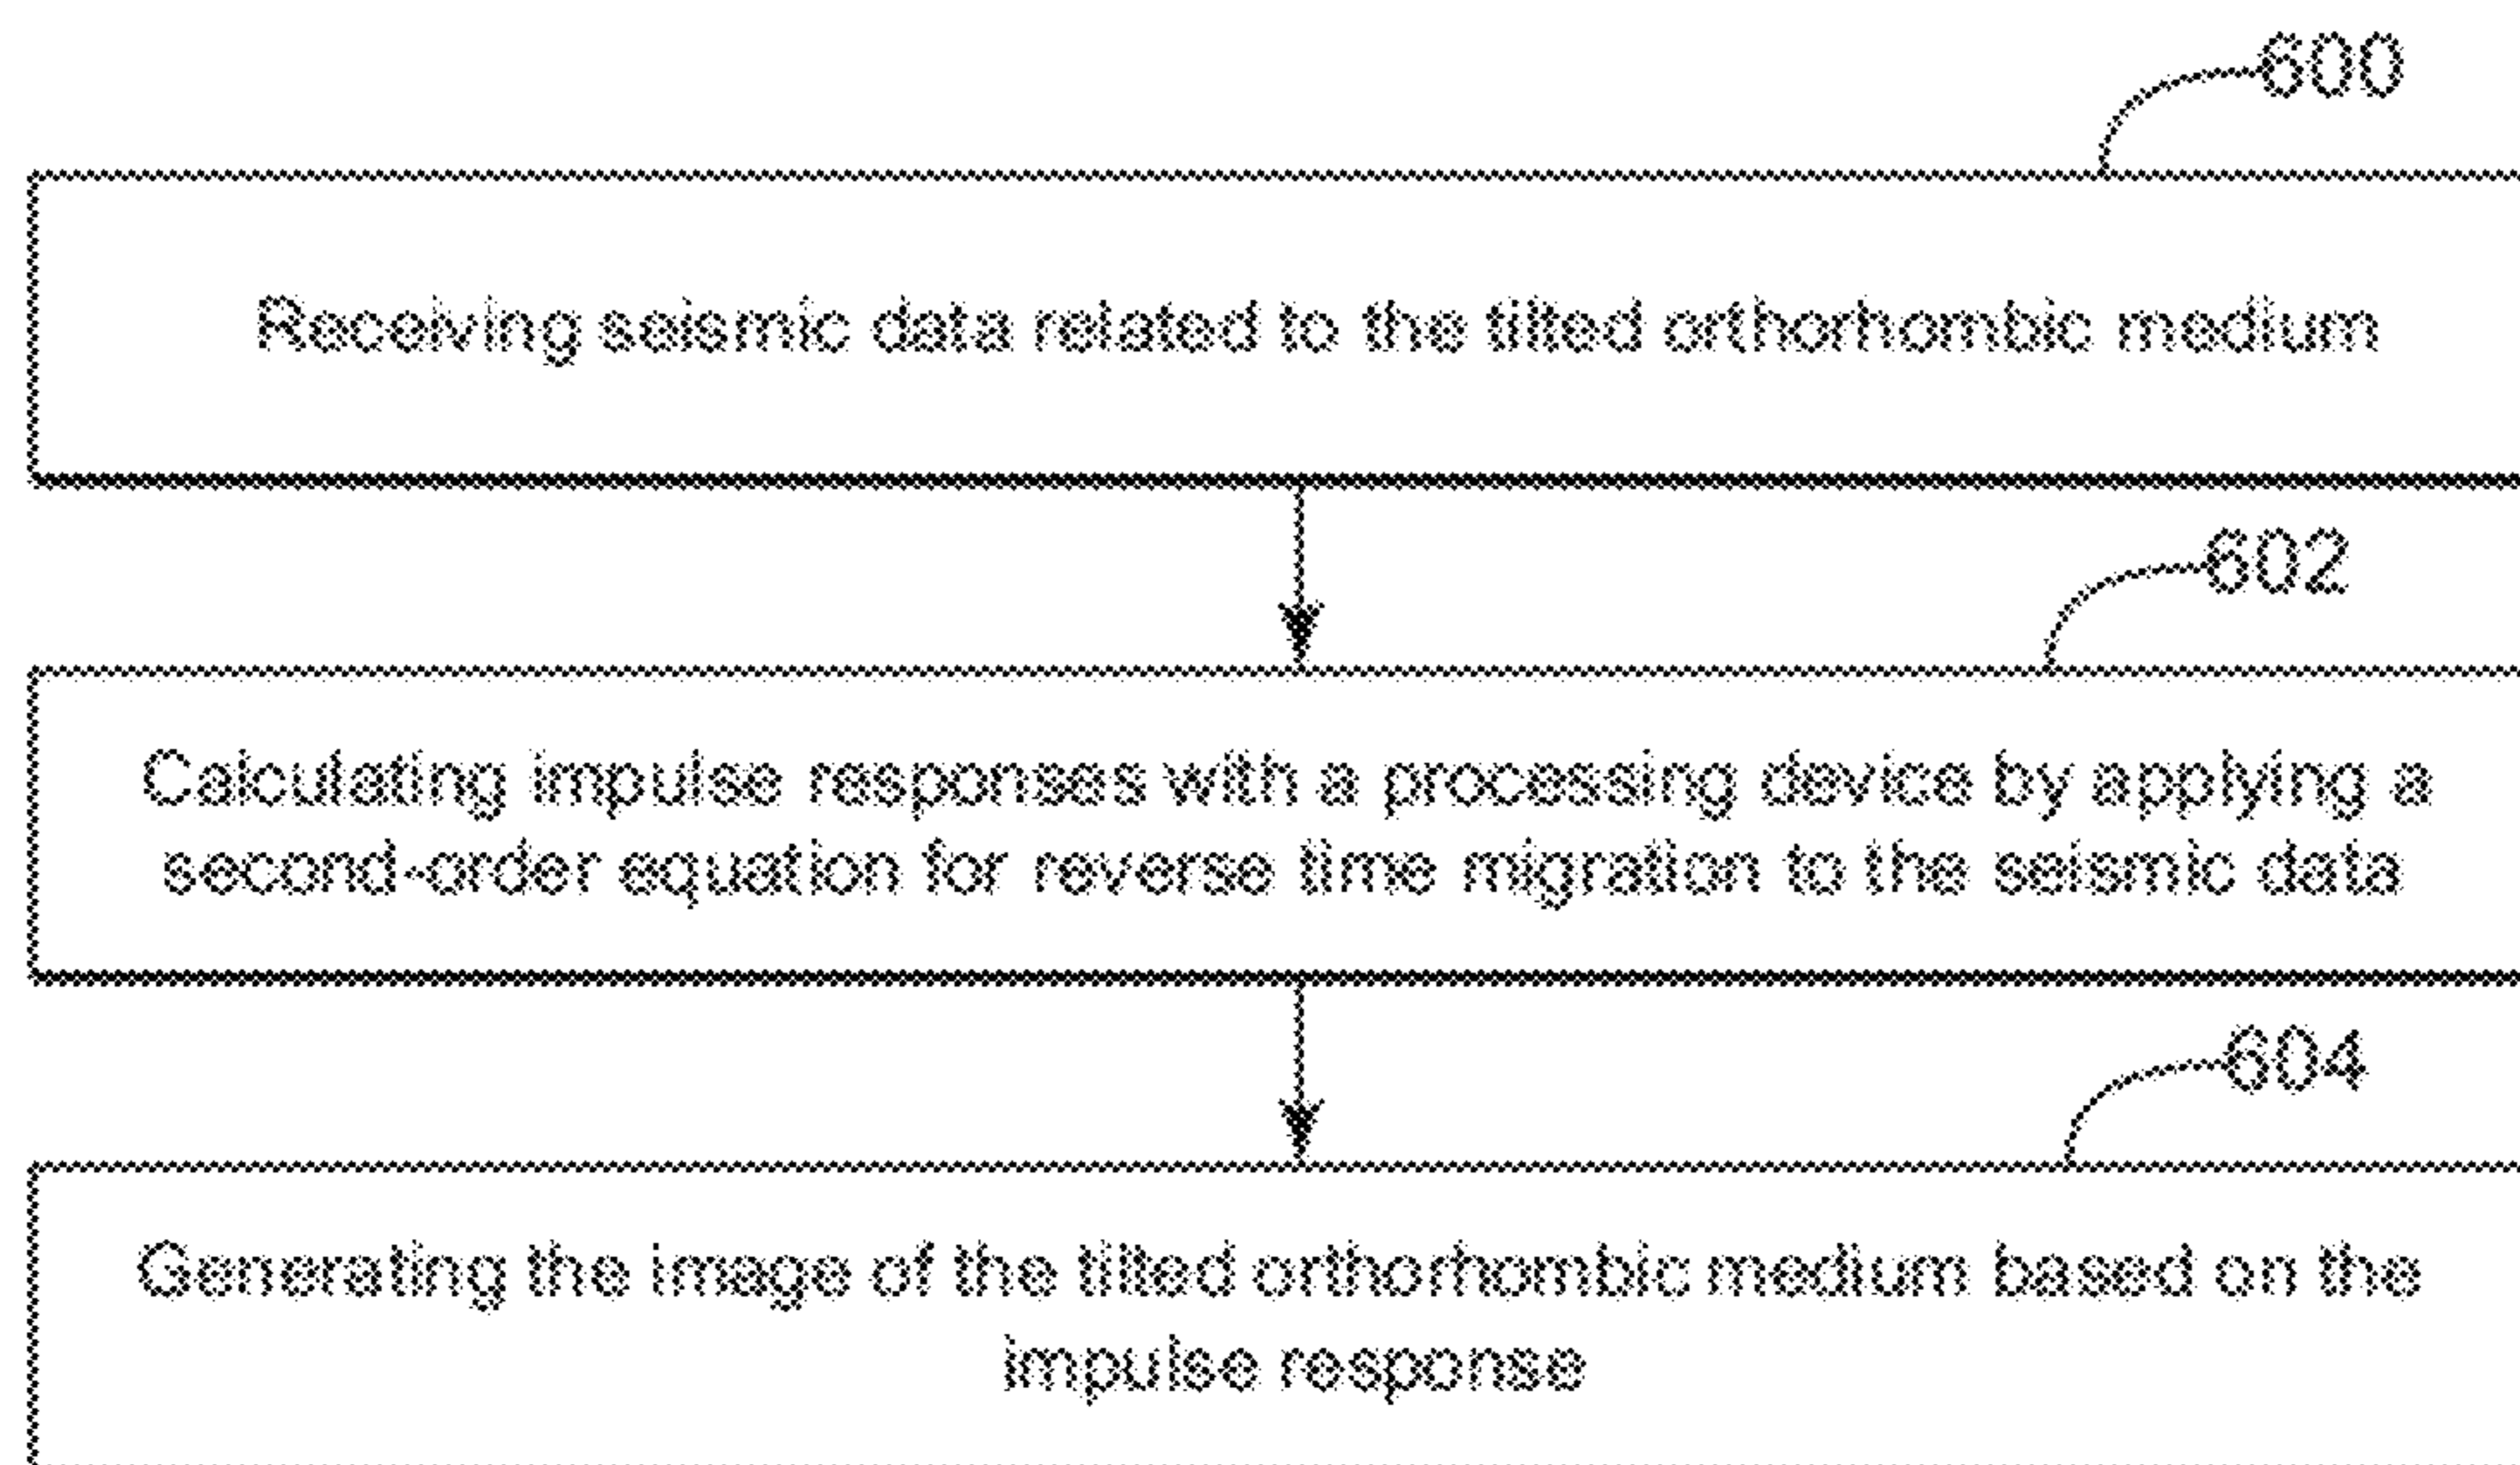 600
Receiving seismic data related to the tilted orthorhombic medium
602
Calculating impulse responses with a processing device by applying a
second-order equation for reverse time migration to the seismic data
604
Generating the image of the tilted orthorhombic medium based on the
impulse response